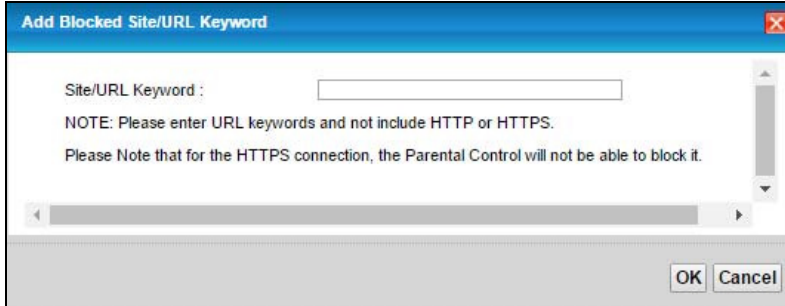 Add Blocked Site/URL Keyword
Site/URL Keyword :
NOTE: Please enter URL keywords and not include HTTP or HTTPS.
Please Note that for the HTTPS connection, the Parental Control will not be able to block it.
OK Cancel